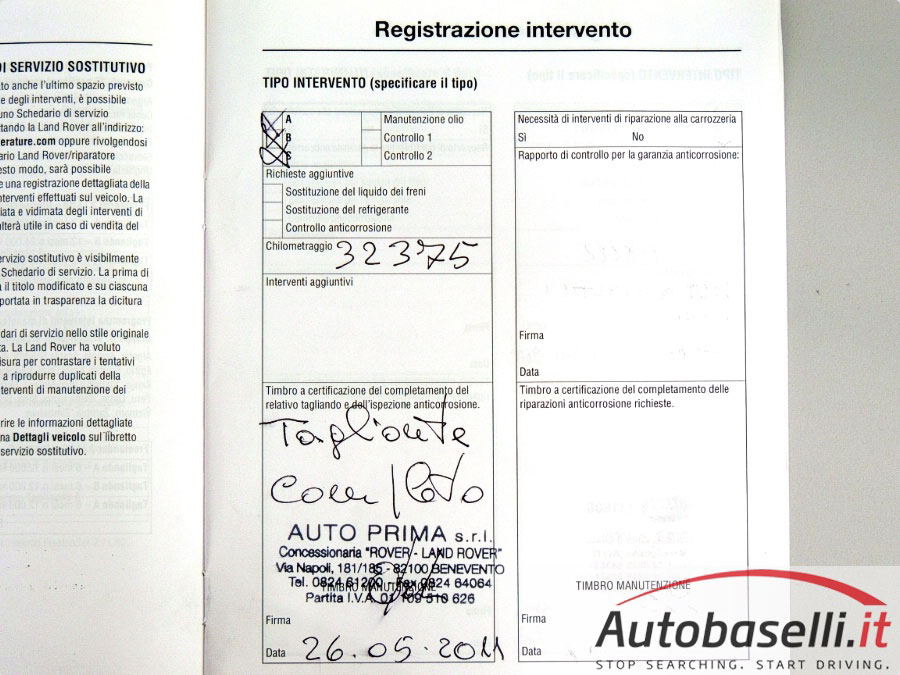 DI SERVIZIO SOSTITUTIVO
to anche l'ultimo spazio previsto
e degli interventi, è possibile
uno Schedario di servizio
ttando la Land Rover all'indirizzo:
erature.com oppure rivolgendosi
ario Land Rover/riparatore
esto modo, sarà possibile
e una registrazione dettagliata della
nterventi effettuati sul veicolo. La
iata e vidimata degli interventi di
ulterà utile in caso di vendita del
ervizio sostitutivo è visibilmente
Schedario di servizio. La prima di
a il titolo modificato e su ciascuna
portata in trasparenza la dicitura
dari di servizio nello stile originale
ta. La Land Rover ha voluto
isura per contrastare i tentativi
a riprodurre duplicati della
terventi di manutenzione dei
rire le informazioni dettagliate
na Dettagli veicolo sul libretto
servizio sostitutivo.
Registrazione intervento
TIPO INTERVENTO (specificare il tipo)
A Manutenzione olio
B Controllo 1
S Controllo 2
Richieste aggiuntive
Sostituzione del liquido dei freni
Sostituzione del refrigerante
Controllo anticorrosione
Chilometraggio 323775
Interventi aggiuntivi
Timbro a certificazione del completamento del
relativo tagliando e dell'ispezione anticorrosione.
Tagliante
Completo
AUTO PRIMA s.r.l.
Concessionaria "ROVER - LAND ROVER"
Via Napoli, 181/185 - 82100 BENEVENTO
Tel. 0824 61200 - Fax 0824 64064
TIMBRO MANUTENZIONE
Partita I.V.A. 01 109 510 626
Firma
Data 26.05.2011
Necessità di interventi di riparazione alla carrozzeria
Sì No
Rapporto di controllo per la garanzia anticorrosione:
Firma
Data
Timbro a certificazione del completamento delle
riparazioni anticorrosione richieste.
TIMBRO MANUTENZIONE
Firma
Data
Autobaselli.it
STOP SEARCHING. START DRIVING.